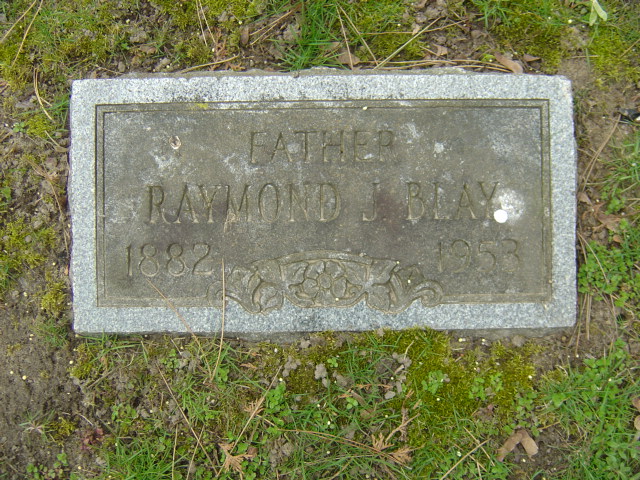 FATHER
RAYMOND J. BLAY
1882 1953